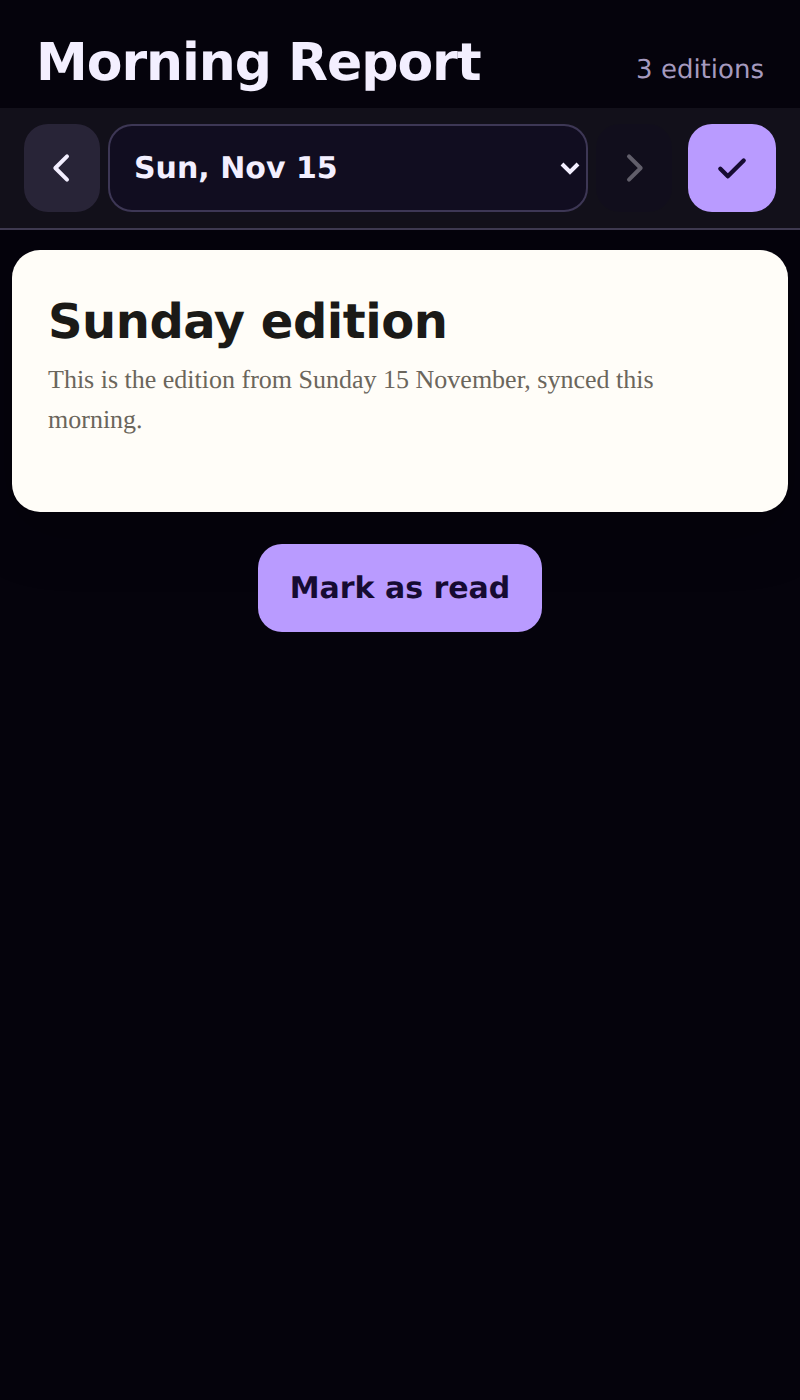 Morning Report
3 editions
Sun, Nov 15
Sunday edition
This is the edition from Sunday 15 November, synced this
morning.
Mark as read